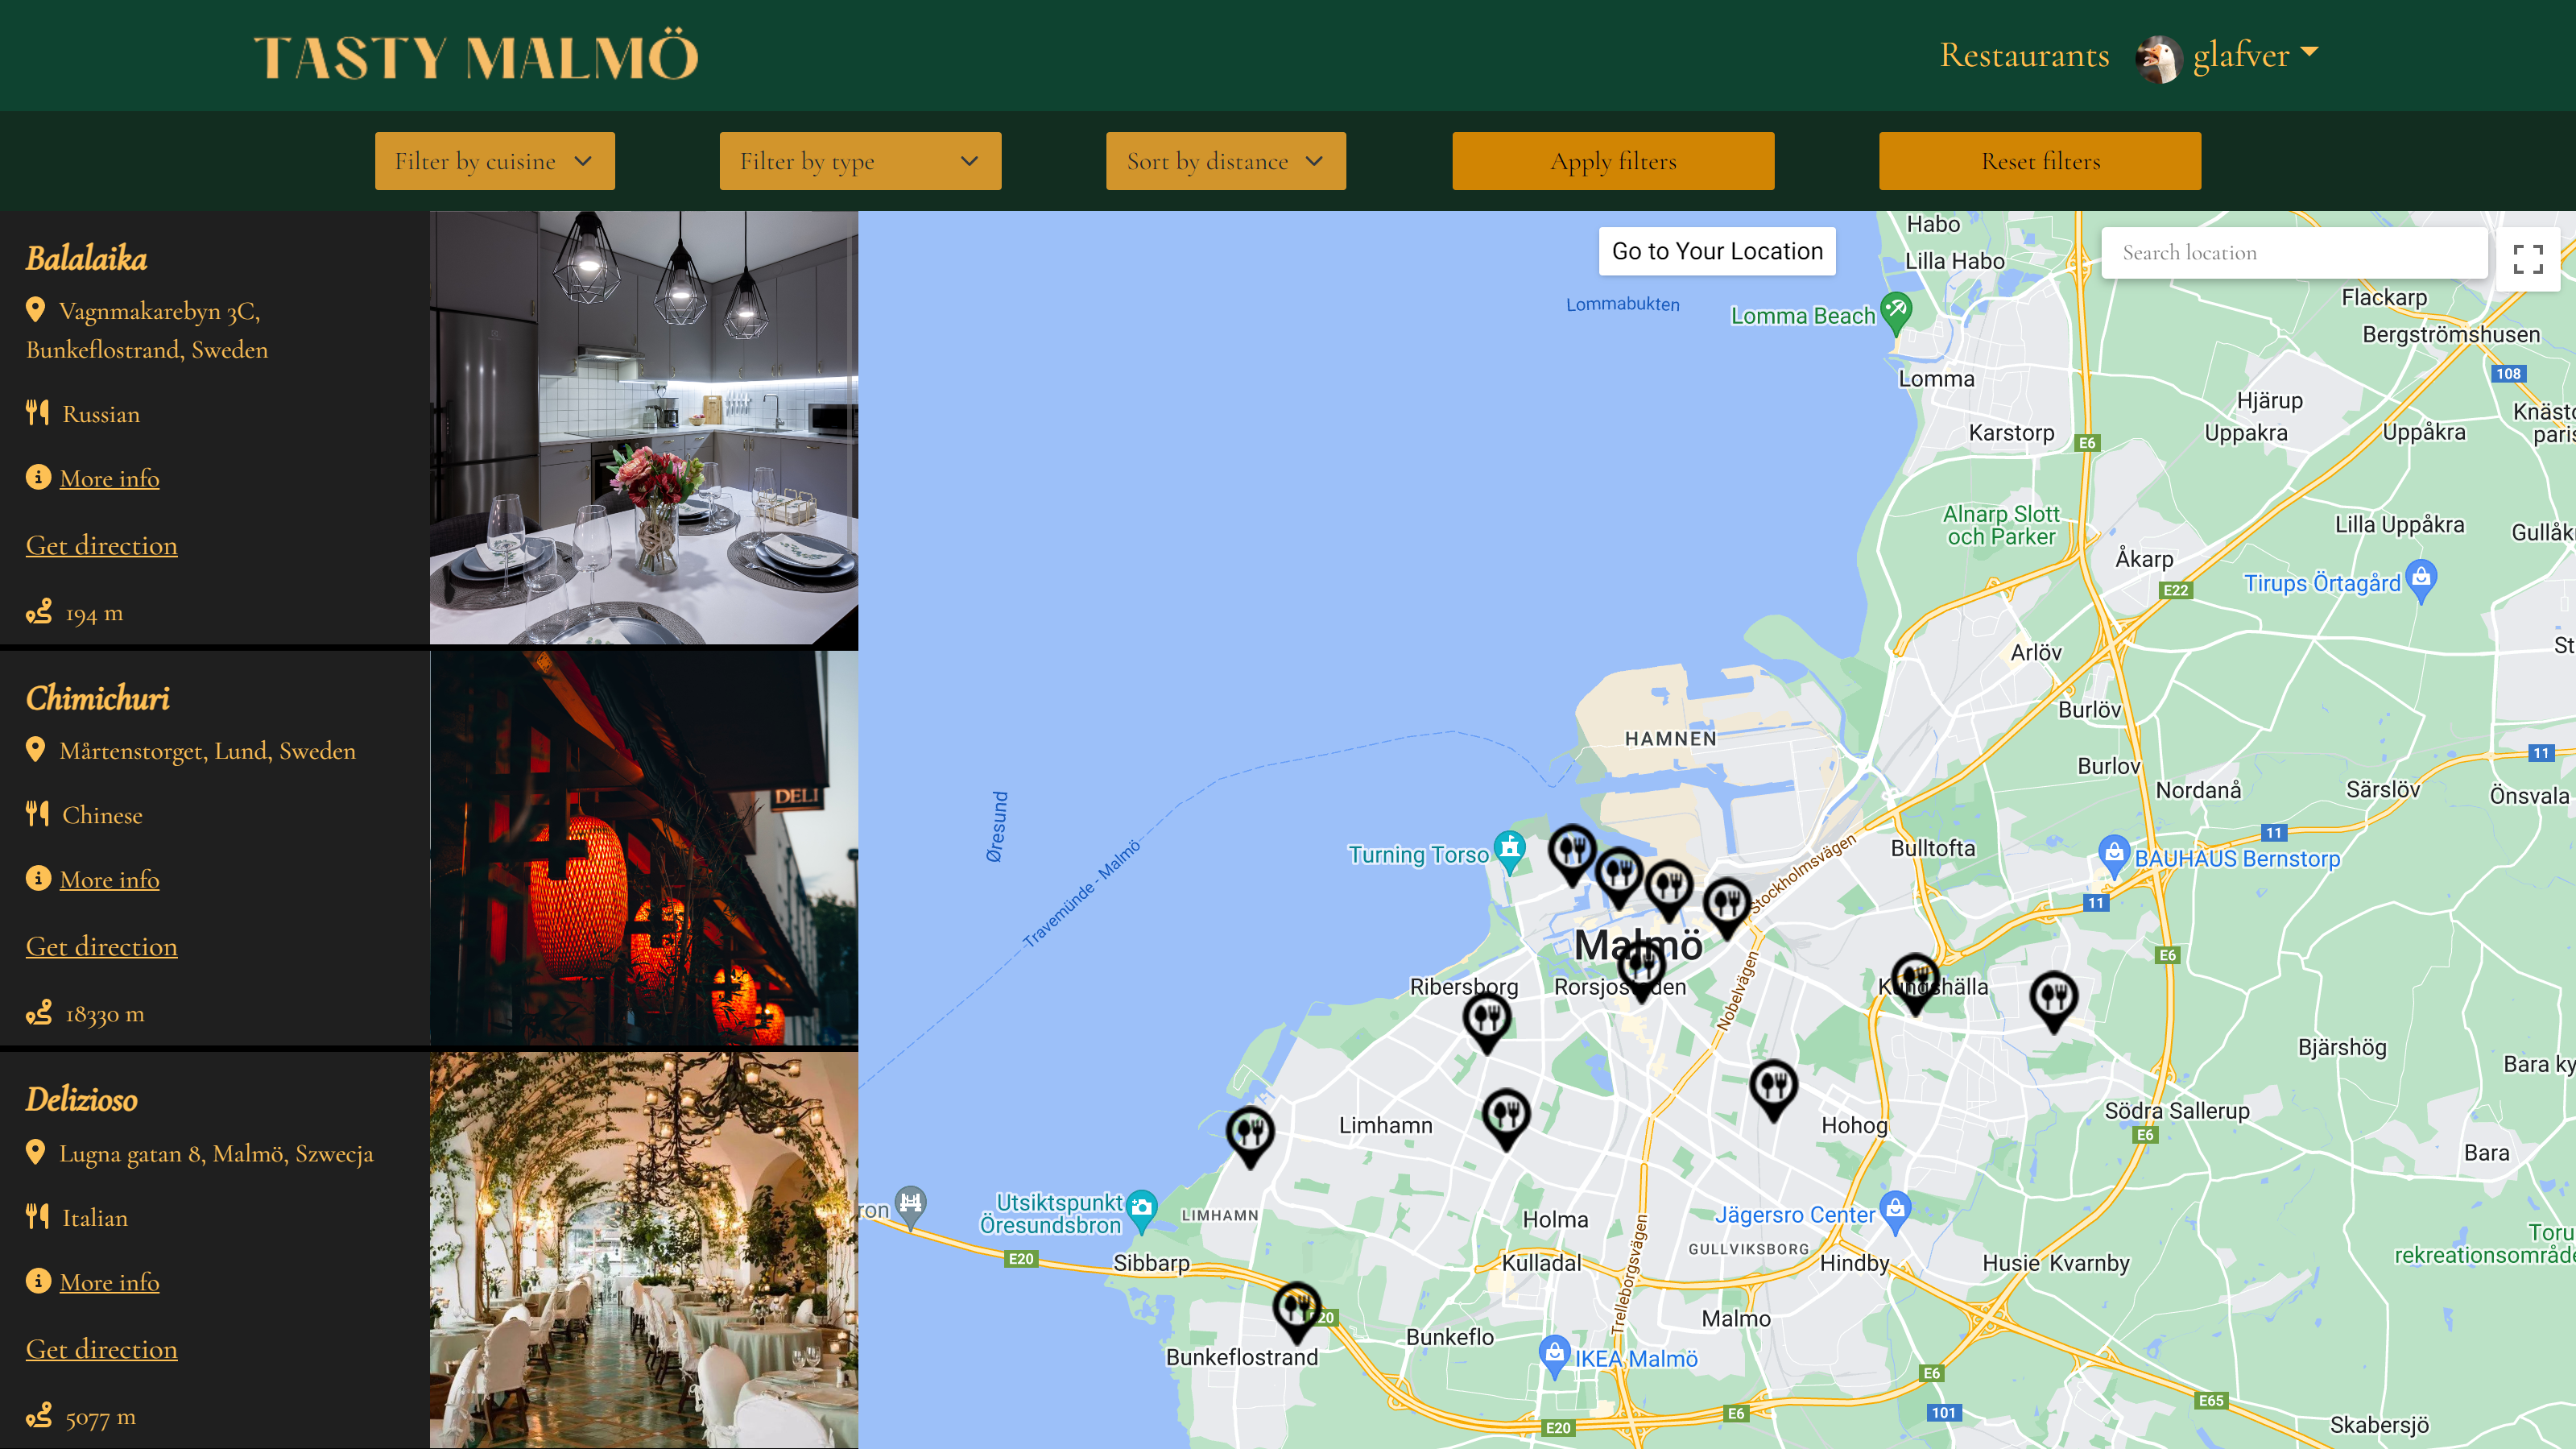 TASTY MALMÖ
Restaurants
glafver
Filter by cuisine
Filter by type
Sort by distance
Apply filters
Reset filters
Balalaika
Vagnmakarebyn 3C,
Bunkeflostrand, Sweden
Russian
More info
Get direction
194 m
Chimichuri
Mårtenstorget, Lund, Sweden
Chinese
More info
Get direction
18330 m
DELI
Delizioso
Lugna gatan 8, Malmö, Szwecja
Italian
More info
Get direction
5077 m
Go to Your Location
Search location
Habo
Lilla Habo
Lommabukten
Lomma Beach
Flackarp
Bergströmshusen
108
Lomma
Hjärup
Uppakra
Uppåkra
Knästo
paris
Karstorp
E6
Alnarp Slott
och Parker
Lilla Uppåkra
Gullåk
Åkarp
Tirups Örtagård
E22
St
Arlöv
Burlöv
HAMNEN
11
Burlov
Nordanå
Särslöv
Önsvala
Øresund
Travemünde - Malmö
Turning Torso
Stockholmsvägen
Bulltofta
11
BAUHAUS Bernstorp
11
Malmö
E6
Ribersborg
Nobelvägen
Bjärshög
Bara ky
Limhamn
Hohog
Södra Sallerup
E6
Bara
ron
Utsiktspunkt
Öresundsbron
LIMHAMN
Holma
Jägersro Center
GULLVIKSBORG
Toru
rekreationsområde
E20
Sibbarp
Kulladal
Hindby
Husie
Kvarnby
Trelleborgsvägen
20
Malmo
Bunkeflo
Bunkeflostrand
IKEA Malmö
E6
E65
101
E6
E20
Skabersjö